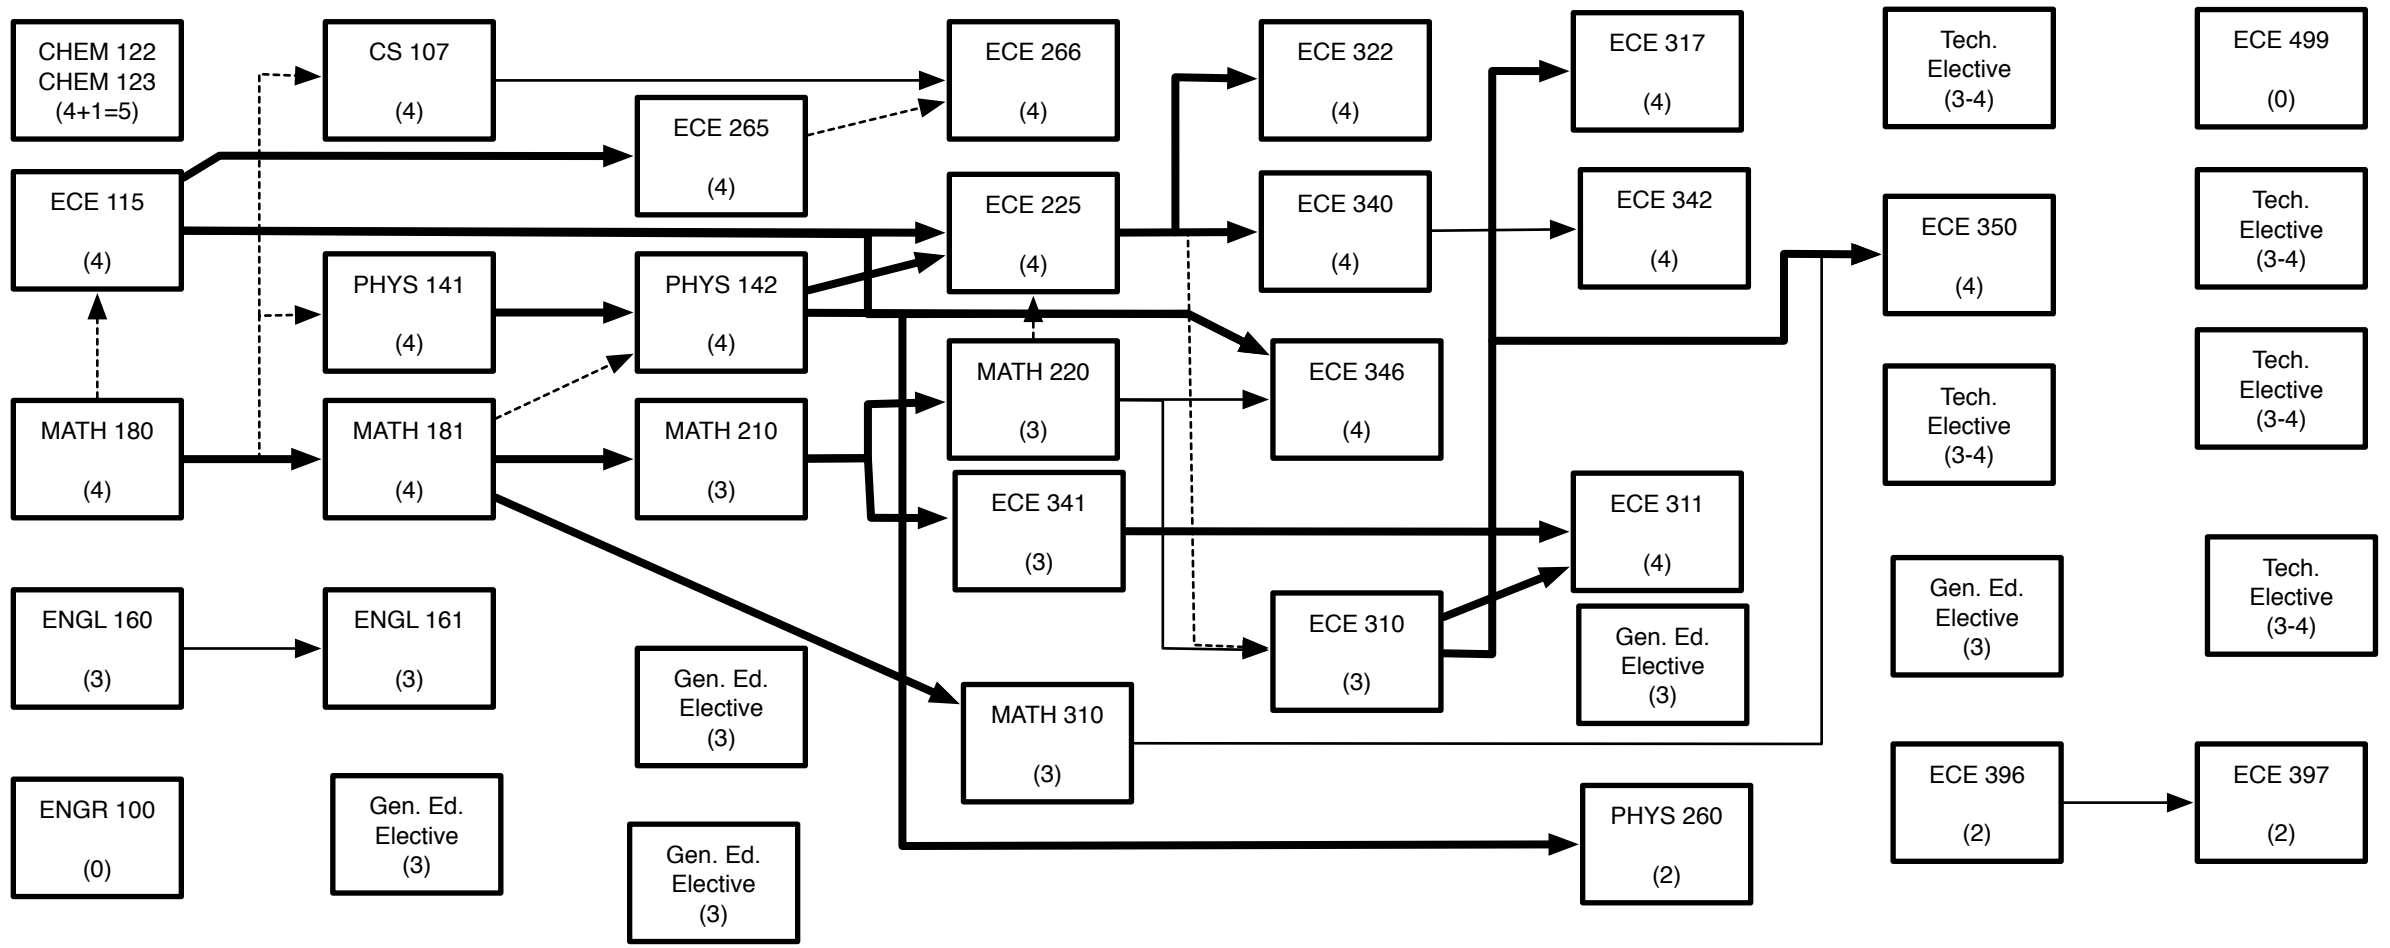 CHEM 122
CHEM 123
(4+1=5)
ECE 115
(4)
MATH 180
(4)
ENGL 160
(3)
ENGR 100
(0)
CS 107
(4)
PHYS 141
(4)
MATH 181
(4)
ENGL 161
(3)
Gen. Ed.
Elective
(3)
ECE 265
(4)
PHYS 142
(4)
MATH 210
(3)
Gen. Ed.
Elective
(3)
Gen. Ed.
Elective
(3)
ECE 266
(4)
ECE 225
(4)
MATH 220
(3)
ECE 341
(3)
MATH 310
(3)
ECE 322
(4)
ECE 340
(4)
ECE 346
(4)
ECE 310
(3)
ECE 317
(4)
ECE 342
(4)
ECE 311
(4)
Gen. Ed.
Elective
(3)
PHYS 260
(2)
Tech.
Elective
(3-4)
ECE 350
(4)
Tech.
Elective
(3-4)
Gen. Ed.
Elective
(3)
ECE 396
(2)
ECE 499
(0)
Tech.
Elective
(3-4)
Tech.
Elective
(3-4)
Tech.
Elective
(3-4)
ECE 397
(2)